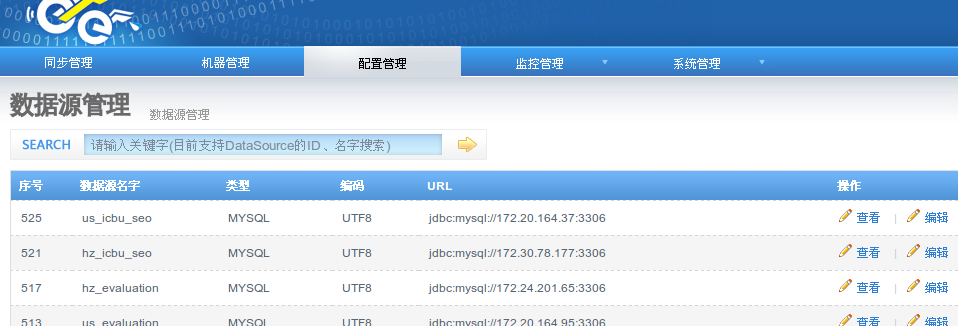 同步管理 机器管理 配置管理 监控管理 系统管理
数据源管理 数据源管理
SEARCH 请输入关键字(目前支持DataSource的ID、名字搜索)
序号 数据源名字 类型 编码 URL 操作
525 us_icbu_seo MYSQL UTF8 jdbc:mysql://172.20.164.37:3306 查看 | 编辑
521 hz_icbu_seo MYSQL UTF8 jdbc:mysql://172.30.78.177:3306 查看 | 编辑
517 hz_evaluation MYSQL UTF8 jdbc:mysql://172.24.201.65:3306 查看 | 编辑
513 us_evaluation MYSQL UTF8 jdbc:mysql://172.20.164.95:3306 查看 | 编辑